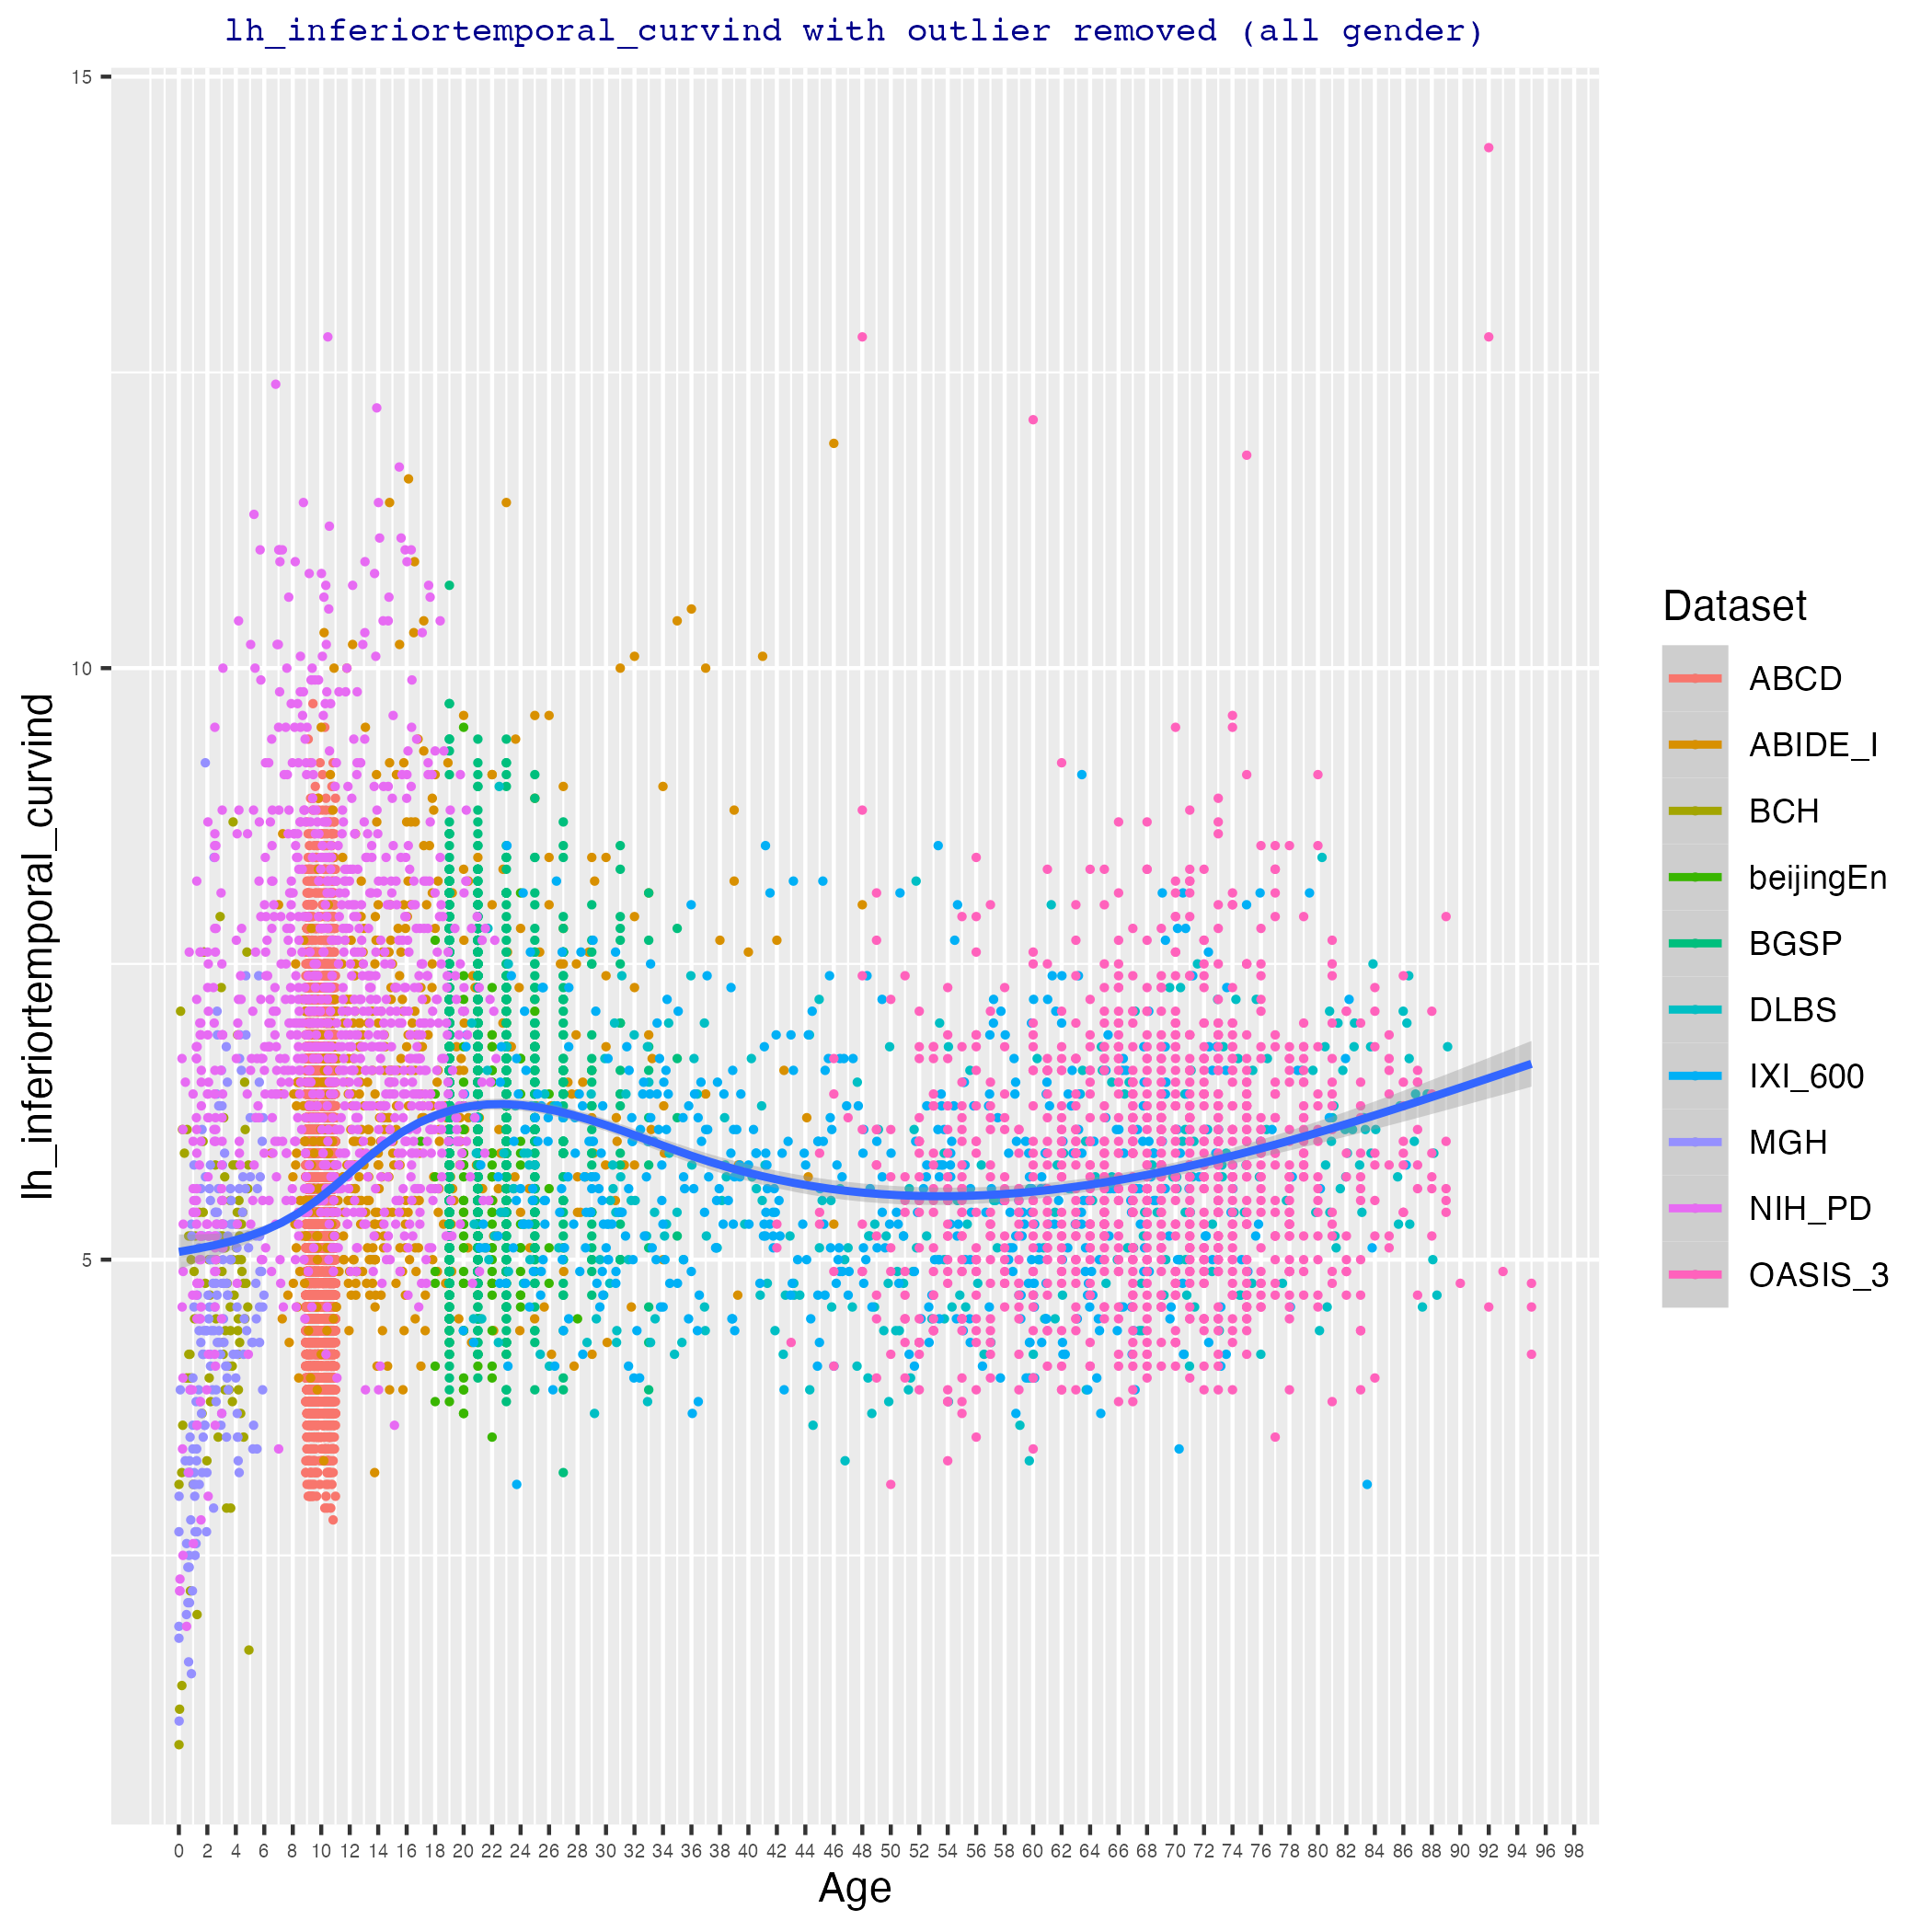 lh_inferiortemporal_curvind with outlier removed (all gender)
15
10
5
lh_inferiortemporal_curvind
0 2 4 6 8 10 12 14 16 18 20 22 24 26 28 30 32 34 36 38 40 42 44 46 48 50 52 54 56 58 60 62 64 66 68 70 72 74 76 78 80 82 84 86 88 90 92 94 96 98
Age
Dataset
ABCD
ABIDE_I
BCH
beijingEn
BGSP
DLBS
IXI_600
MGH
NIH_PD
OASIS_3